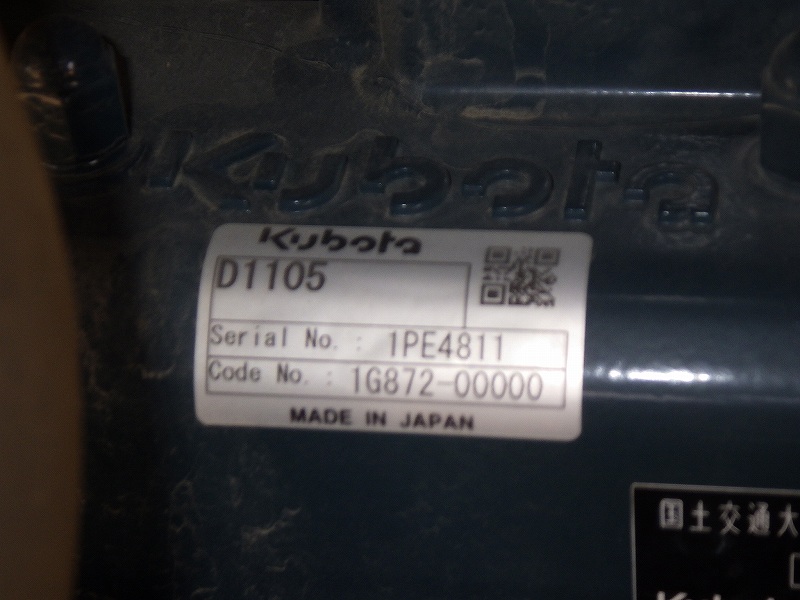 Kubota
Kubota
D1105
Serial No. : 1PE4811
Code No. : 1G872-00000
MADE IN JAPAN
国土交通大